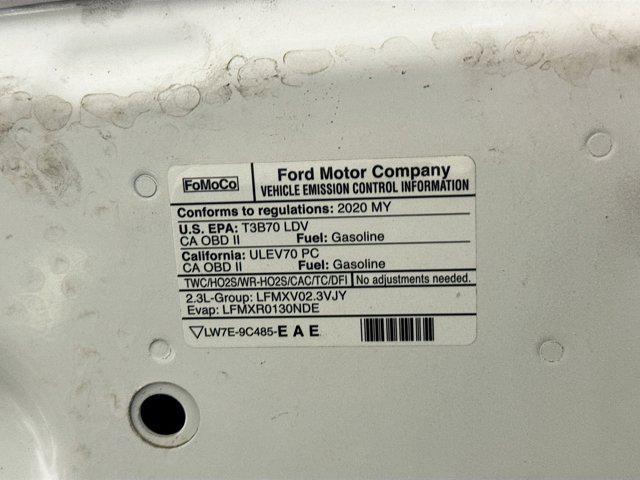 FoMoCo
Ford Motor Company
VEHICLE EMISSION CONTROL INFORMATION
Conforms to regulations: 2020 MY
U.S. EPA: T3B70 LDV
CA OBD II Fuel: Gasoline
California: ULEV70 PC
CA OBD II Fuel: Gasoline
TWC/HO2S/WR-HO2S/CAC/TC/DFI No adjustments needed.
2.3L-Group: LFMXV02.3VJY
Evap: LFMXR0130NDE
LW7E-9C485-E A E